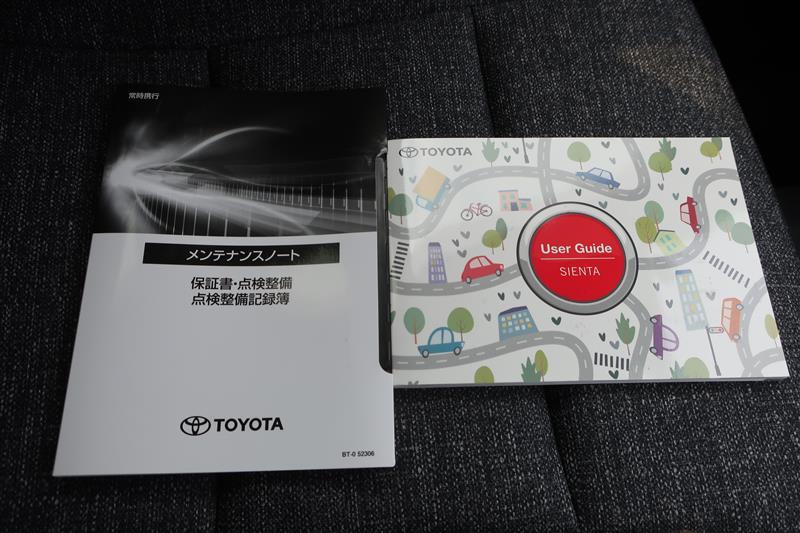 常時携行
メンテナンスノート
保証書・点検整備
点検整備記録簿
TOYOTA
BT-0 52306
TOYOTA
User Guide
SIENTA